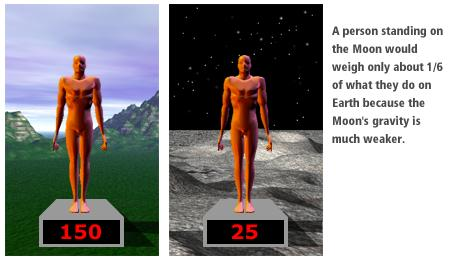 150
25
A person standing on
the Moon would
weigh only about 1/6
of what they do on
Earth because the
Moon's gravity is
much weaker.